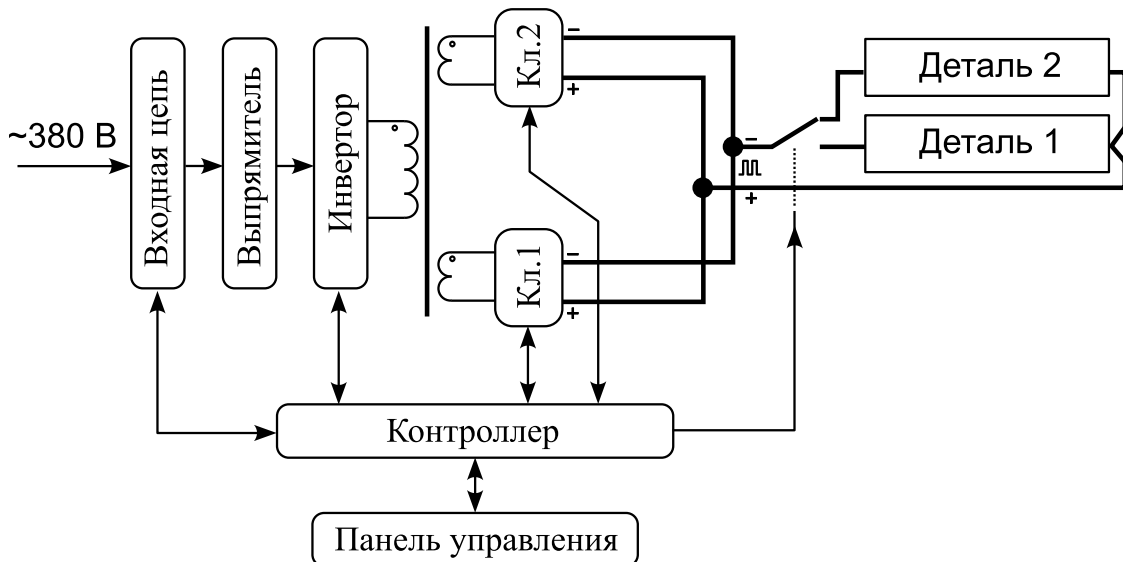 ~380 В
Входная цепь
Выпрямитель
Инвертор
Кл.2
−
+
Кл.1
−
+
−
+
Деталь 2
Деталь 1
Контроллер
Панель управления